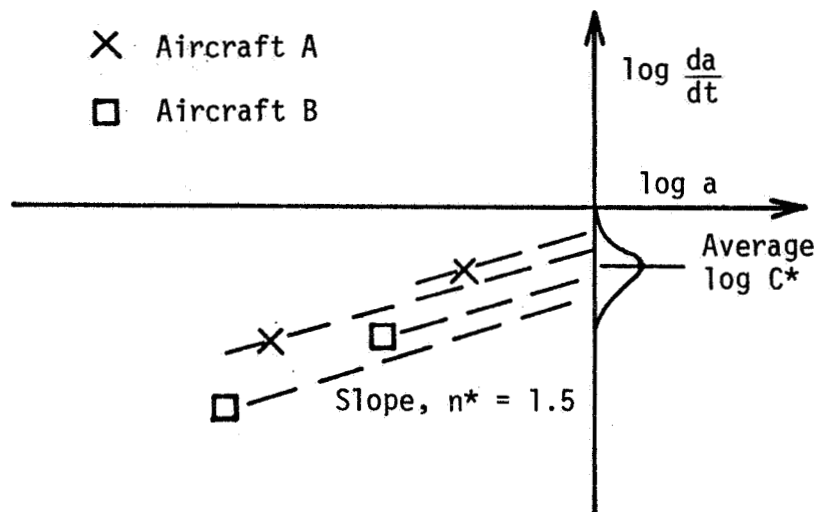 Aircraft A
Aircraft B
log da
dt
log a
Average
log C*
Slope, n* = 1.5